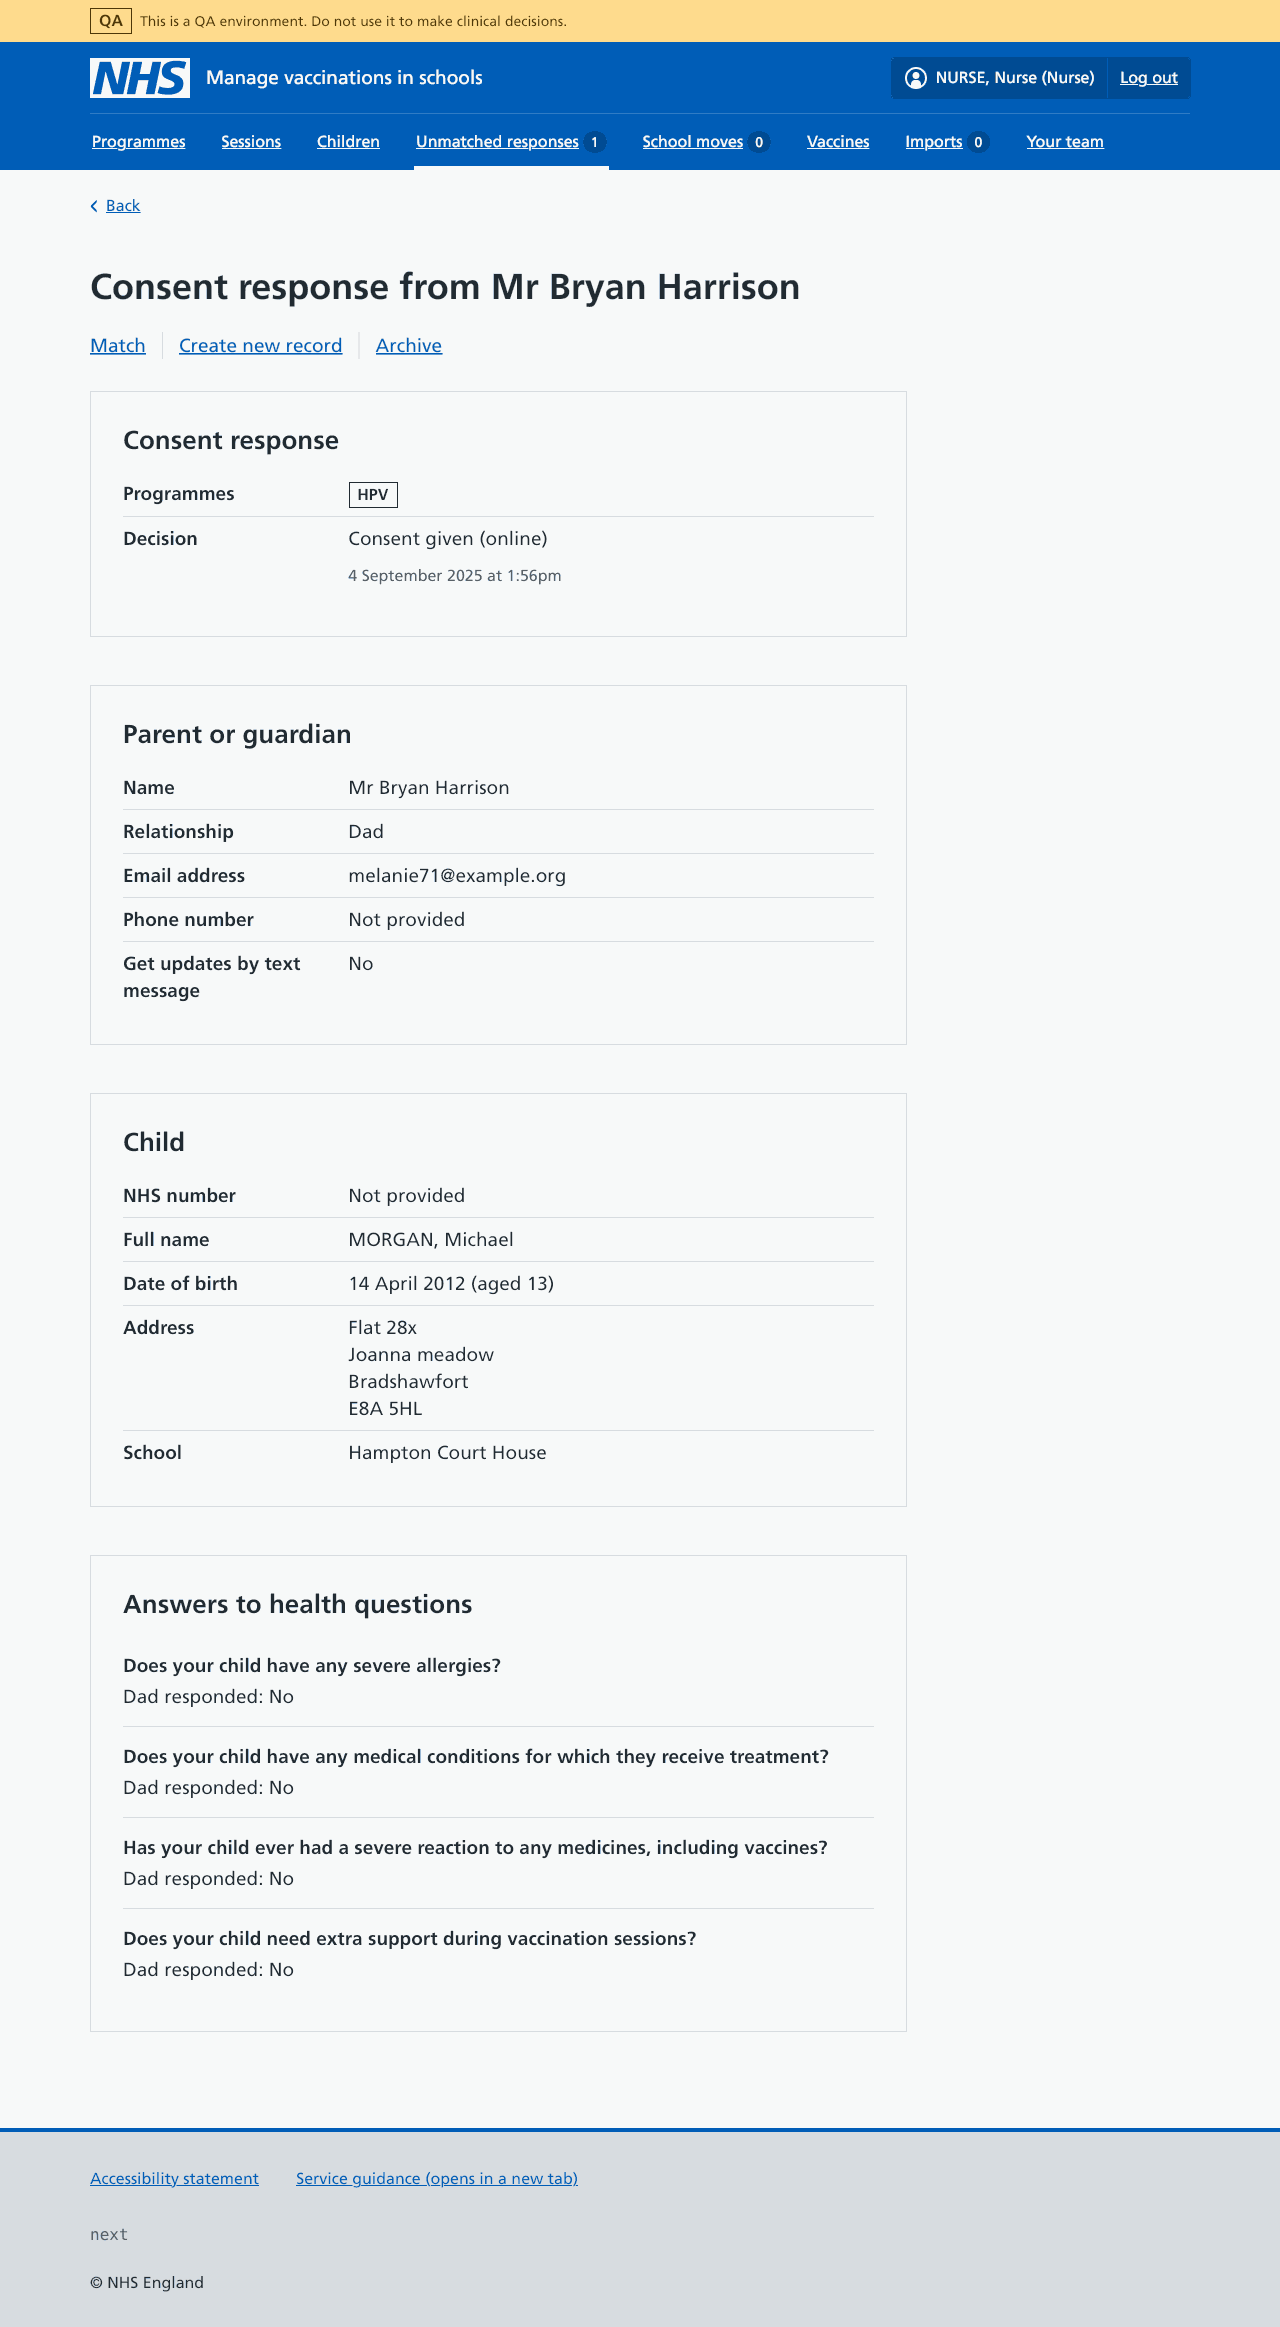 QA This is a QA environment. Do not use it to make clinical decisions.
NHS Manage vaccinations in schools NURSE, Nurse (Nurse) Log out
Programmes Sessions Children Unmatched responses 1 School moves 0 Vaccines Imports 0 Your team
Back
Consent response from Mr Bryan Harrison
Match Create new record Archive
Consent response
Programmes HPV
Decision Consent given (online)
4 September 2025 at 1:56pm
Parent or guardian
Name Mr Bryan Harrison
Relationship Dad
Email address melanie71@example.org
Phone number Not provided
Get updates by text No
message
Child
NHS number Not provided
Full name MORGAN, Michael
Date of birth 14 April 2012 (aged 13)
Address Flat 28x
Joanna meadow
Bradshawfort
E8A 5HL
School Hampton Court House
Answers to health questions
Does your child have any severe allergies?
Dad responded: No
Does your child have any medical conditions for which they receive treatment?
Dad responded: No
Has your child ever had a severe reaction to any medicines, including vaccines?
Dad responded: No
Does your child need extra support during vaccination sessions?
Dad responded: No
Accessibility statement Service guidance (opens in a new tab)
next
© NHS England